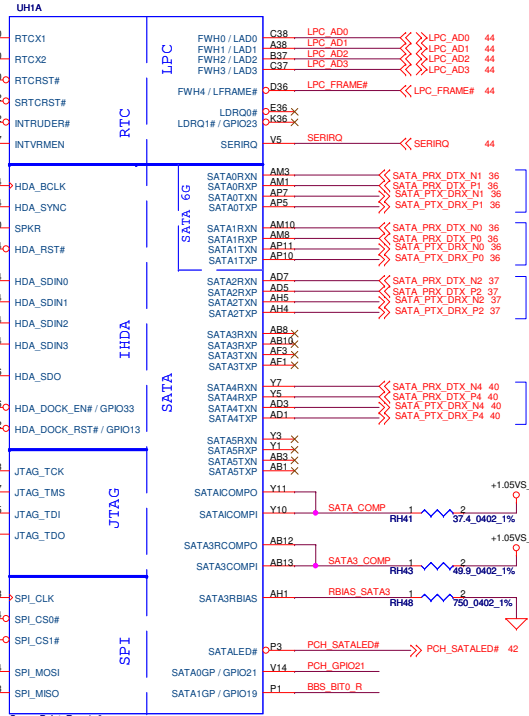 UH1A
RTCX1
RTCX2
RTCRST#
SRTCRST#
INTRUDER#
INTVRMEN
RTC
LPC
FWH0 / LAD0 C38 LPC_AD0 LPC_AD0 44
FWH1 / LAD1 A38 LPC_AD1 LPC_AD1 44
FWH2 / LAD2 B37 LPC_AD2 LPC_AD2 44
FWH3 / LAD3 C37 LPC_AD3 LPC_AD3 44
FWH4 / LFRAME# D36 LPC_FRAME# LPC_FRAME# 44
LDRQ0# E36
LDRQ1# / GPIO23 K36
SERIRQ V5 SERIRQ SERIRQ 44
HDA_BCLK
HDA_SYNC
SPKR
HDA_RST#
HDA_SDIN0
HDA_SDIN1
HDA_SDIN2
HDA_SDIN3
HDA_SDO
HDA_DOCK_EN# / GPIO33
HDA_DOCK_RST# / GPIO13
IHDA
SATA 6G
SATA
SATA0RXN AM3 SATA_PRX_DTX_N1 36
SATA0RXP AM1 SATA_PRX_DTX_P1 36
SATA0TXN AP7 SATA_PTX_DRX_N1 36
SATA0TXP AP5 SATA_PTX_DRX_P1 36
SATA1RXN AM10 SATA_PRX_DTX_N0 36
SATA1RXP AM8 SATA_PRX_DTX_P0 36
SATA1TXN AP11 SATA_PTX_DRX_N0 36
SATA1TXP AP10 SATA_PTX_DRX_P0 36
SATA2RXN AD7 SATA_PRX_DTX_N2 37
SATA2RXP AD5 SATA_PRX_DTX_P2 37
SATA2TXN AH5 SATA_PTX_DRX_N2 37
SATA2TXP AH4 SATA_PTX_DRX_P2 37
SATA3RXN AB8
SATA3RXP AB10
SATA3TXN AF3
SATA3TXP AF1
SATA4RXN Y7 SATA_PRX_DTX_N4 40
SATA4RXP Y5 SATA_PRX_DTX_P4 40
SATA4TXN AD3 SATA_PTX_DRX_N4 40
SATA4TXP AD1 SATA_PTX_DRX_P4 40
SATA5RXN Y3
SATA5RXP Y1
SATA5TXN AB3
SATA5TXP AB1
JTAG_TCK
JTAG_TMS
JTAG_TDI
JTAG_TDO
JTAG
SATAICOMPO Y11
+1.05VS_
SATAICOMPI Y10 SATA_COMP 1 2
RH41 37.4_0402_1%
SATA3RCOMPO AB12
+1.05VS_
SATA3COMPI AB13 SATA3_COMP 1 2
RH43 49.9_0402_1%
SATA3RBIAS AH1 RBIAS_SATA3 1 2
RH48 750_0402_1%
SPI_CLK
SPI_CS0#
SPI_CS1#
SPI_MOSI
SPI_MISO
SPI
SATALED# P3 PCH_SATALED# PCH_SATALED# 42
SATA0GP / GPIO21 V14 PCH_GPIO21
SATA1GP / GPIO19 P1 BBS_BIT0_R